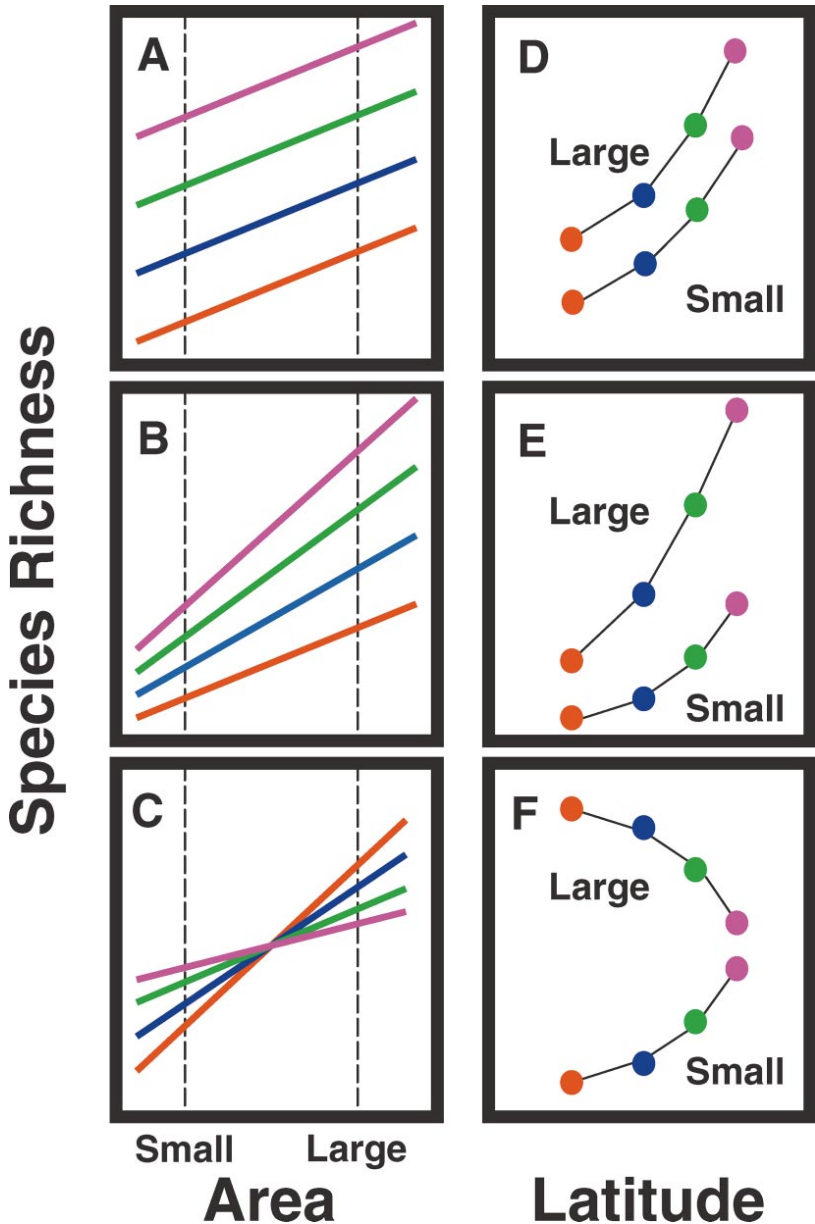 Species Richness
A
D
Large
Small
B
E
Large
Small
C
F
Large
Small
Small Large
Area
Latitude